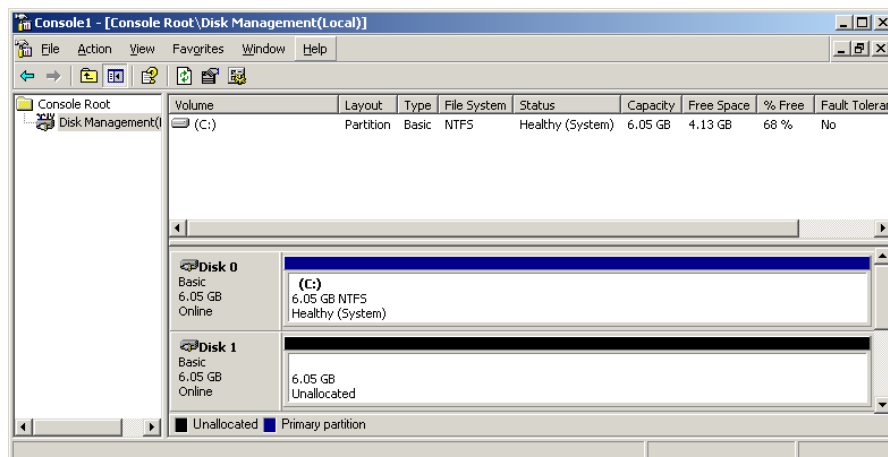 Console1 - [Console Root\Disk Management(Local)]
File Action View Favorites Window Help
Console Root
Disk Management(
Volume Layout Type File System Status Capacity Free Space % Free Fault Tolera
(C:) Partition Basic NTFS Healthy (System) 6.05 GB 4.13 GB 68 % No
Disk 0
Basic
6.05 GB
Online
(C:)
6.05 GB NTFS
Healthy (System)
Disk 1
Basic
6.05 GB
Online
6.05 GB
Unallocated
Unallocated Primary partition